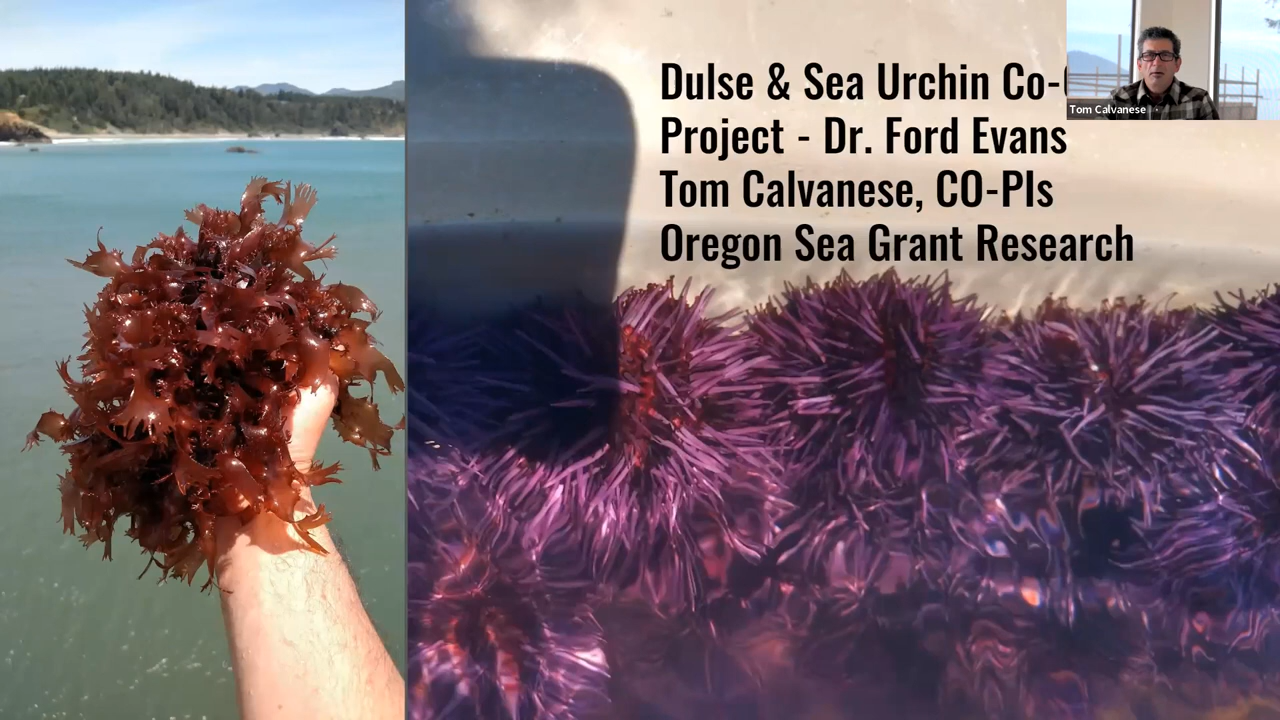 Dulse & Sea Urchin Co-
Project - Dr. Ford Evans
Tom Calvanese, CO-PIs
Oregon Sea Grant Research
Tom Calvanese